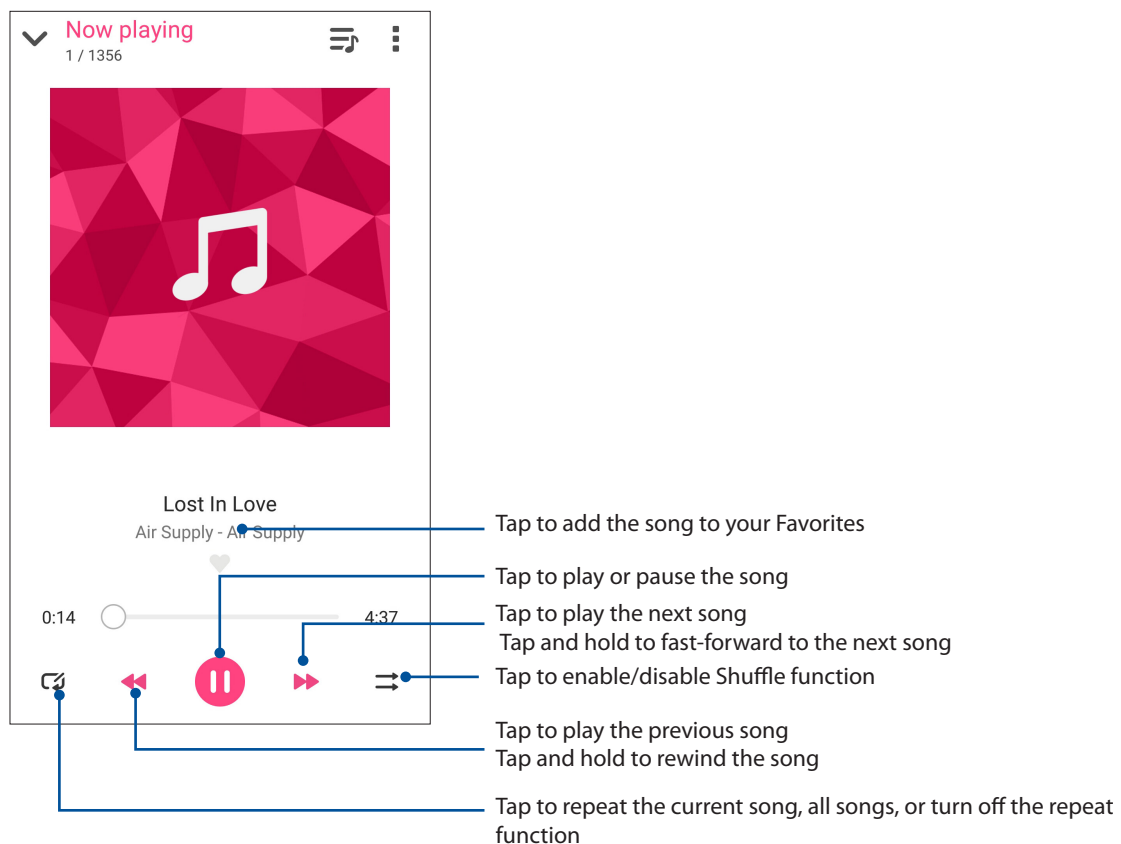 Now playing
1 / 1356
Lost In Love
Air Supply - Air Supply
Tap to add the song to your Favorites
Tap to play or pause the song
0:14
4:37
Tap to play the next song
Tap and hold to fast-forward to the next song
Tap to enable/disable Shuffle function
Tap to play the previous song
Tap and hold to rewind the song
Tap to repeat the current song, all songs, or turn off the repeat
function